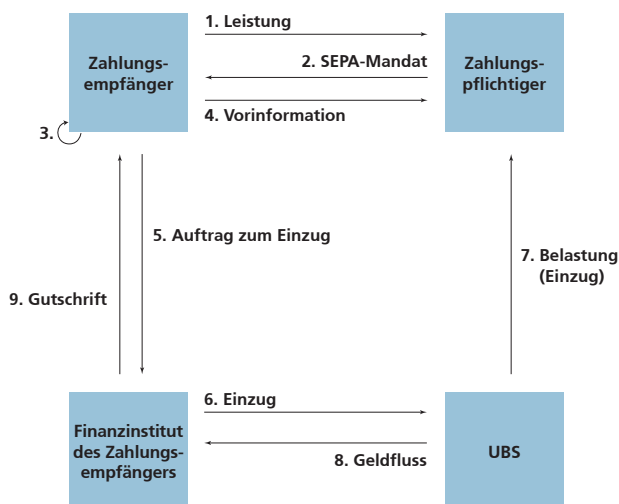 1. Leistung
Zahlungs-
empfänger
2. SEPA-Mandat
Zahlungs-
pflichtiger
4. Vorinformation
3.
5. Auftrag zum Einzug
7. Belastung
(Einzug)
9. Gutschrift
6. Einzug
Finanzinstitut
des Zahlungs-
empfängers
8. Geldfluss
UBS